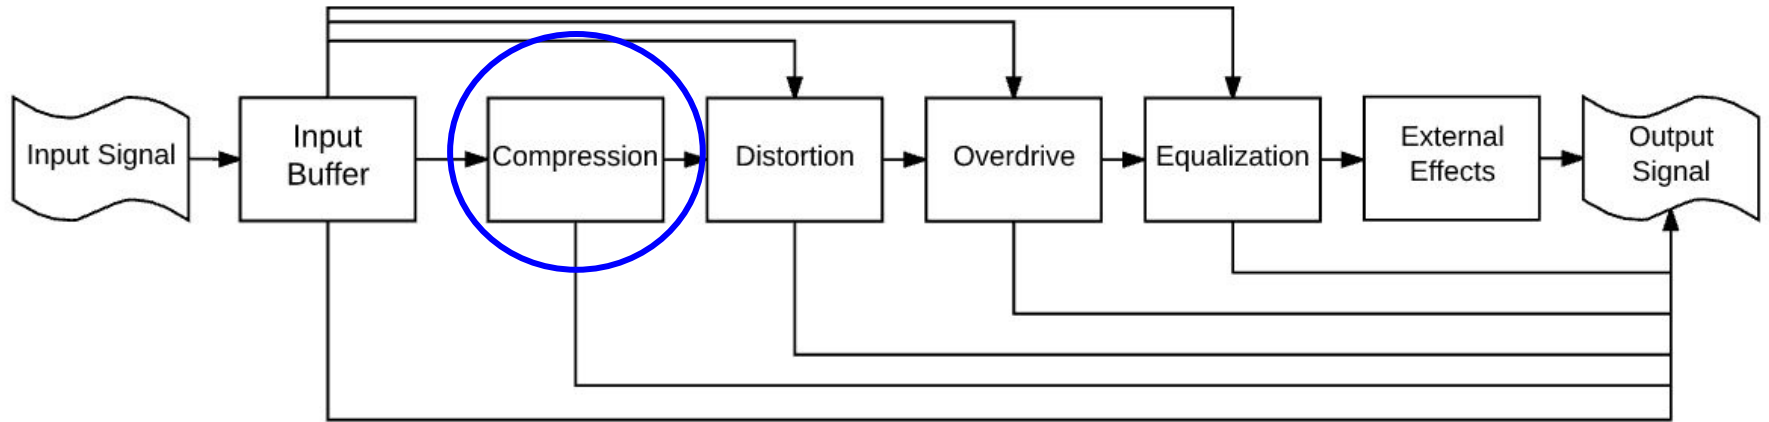 Input Signal
Input
Buffer
Compression
Distortion
Overdrive
Equalization
External
Effects
Output
Signal